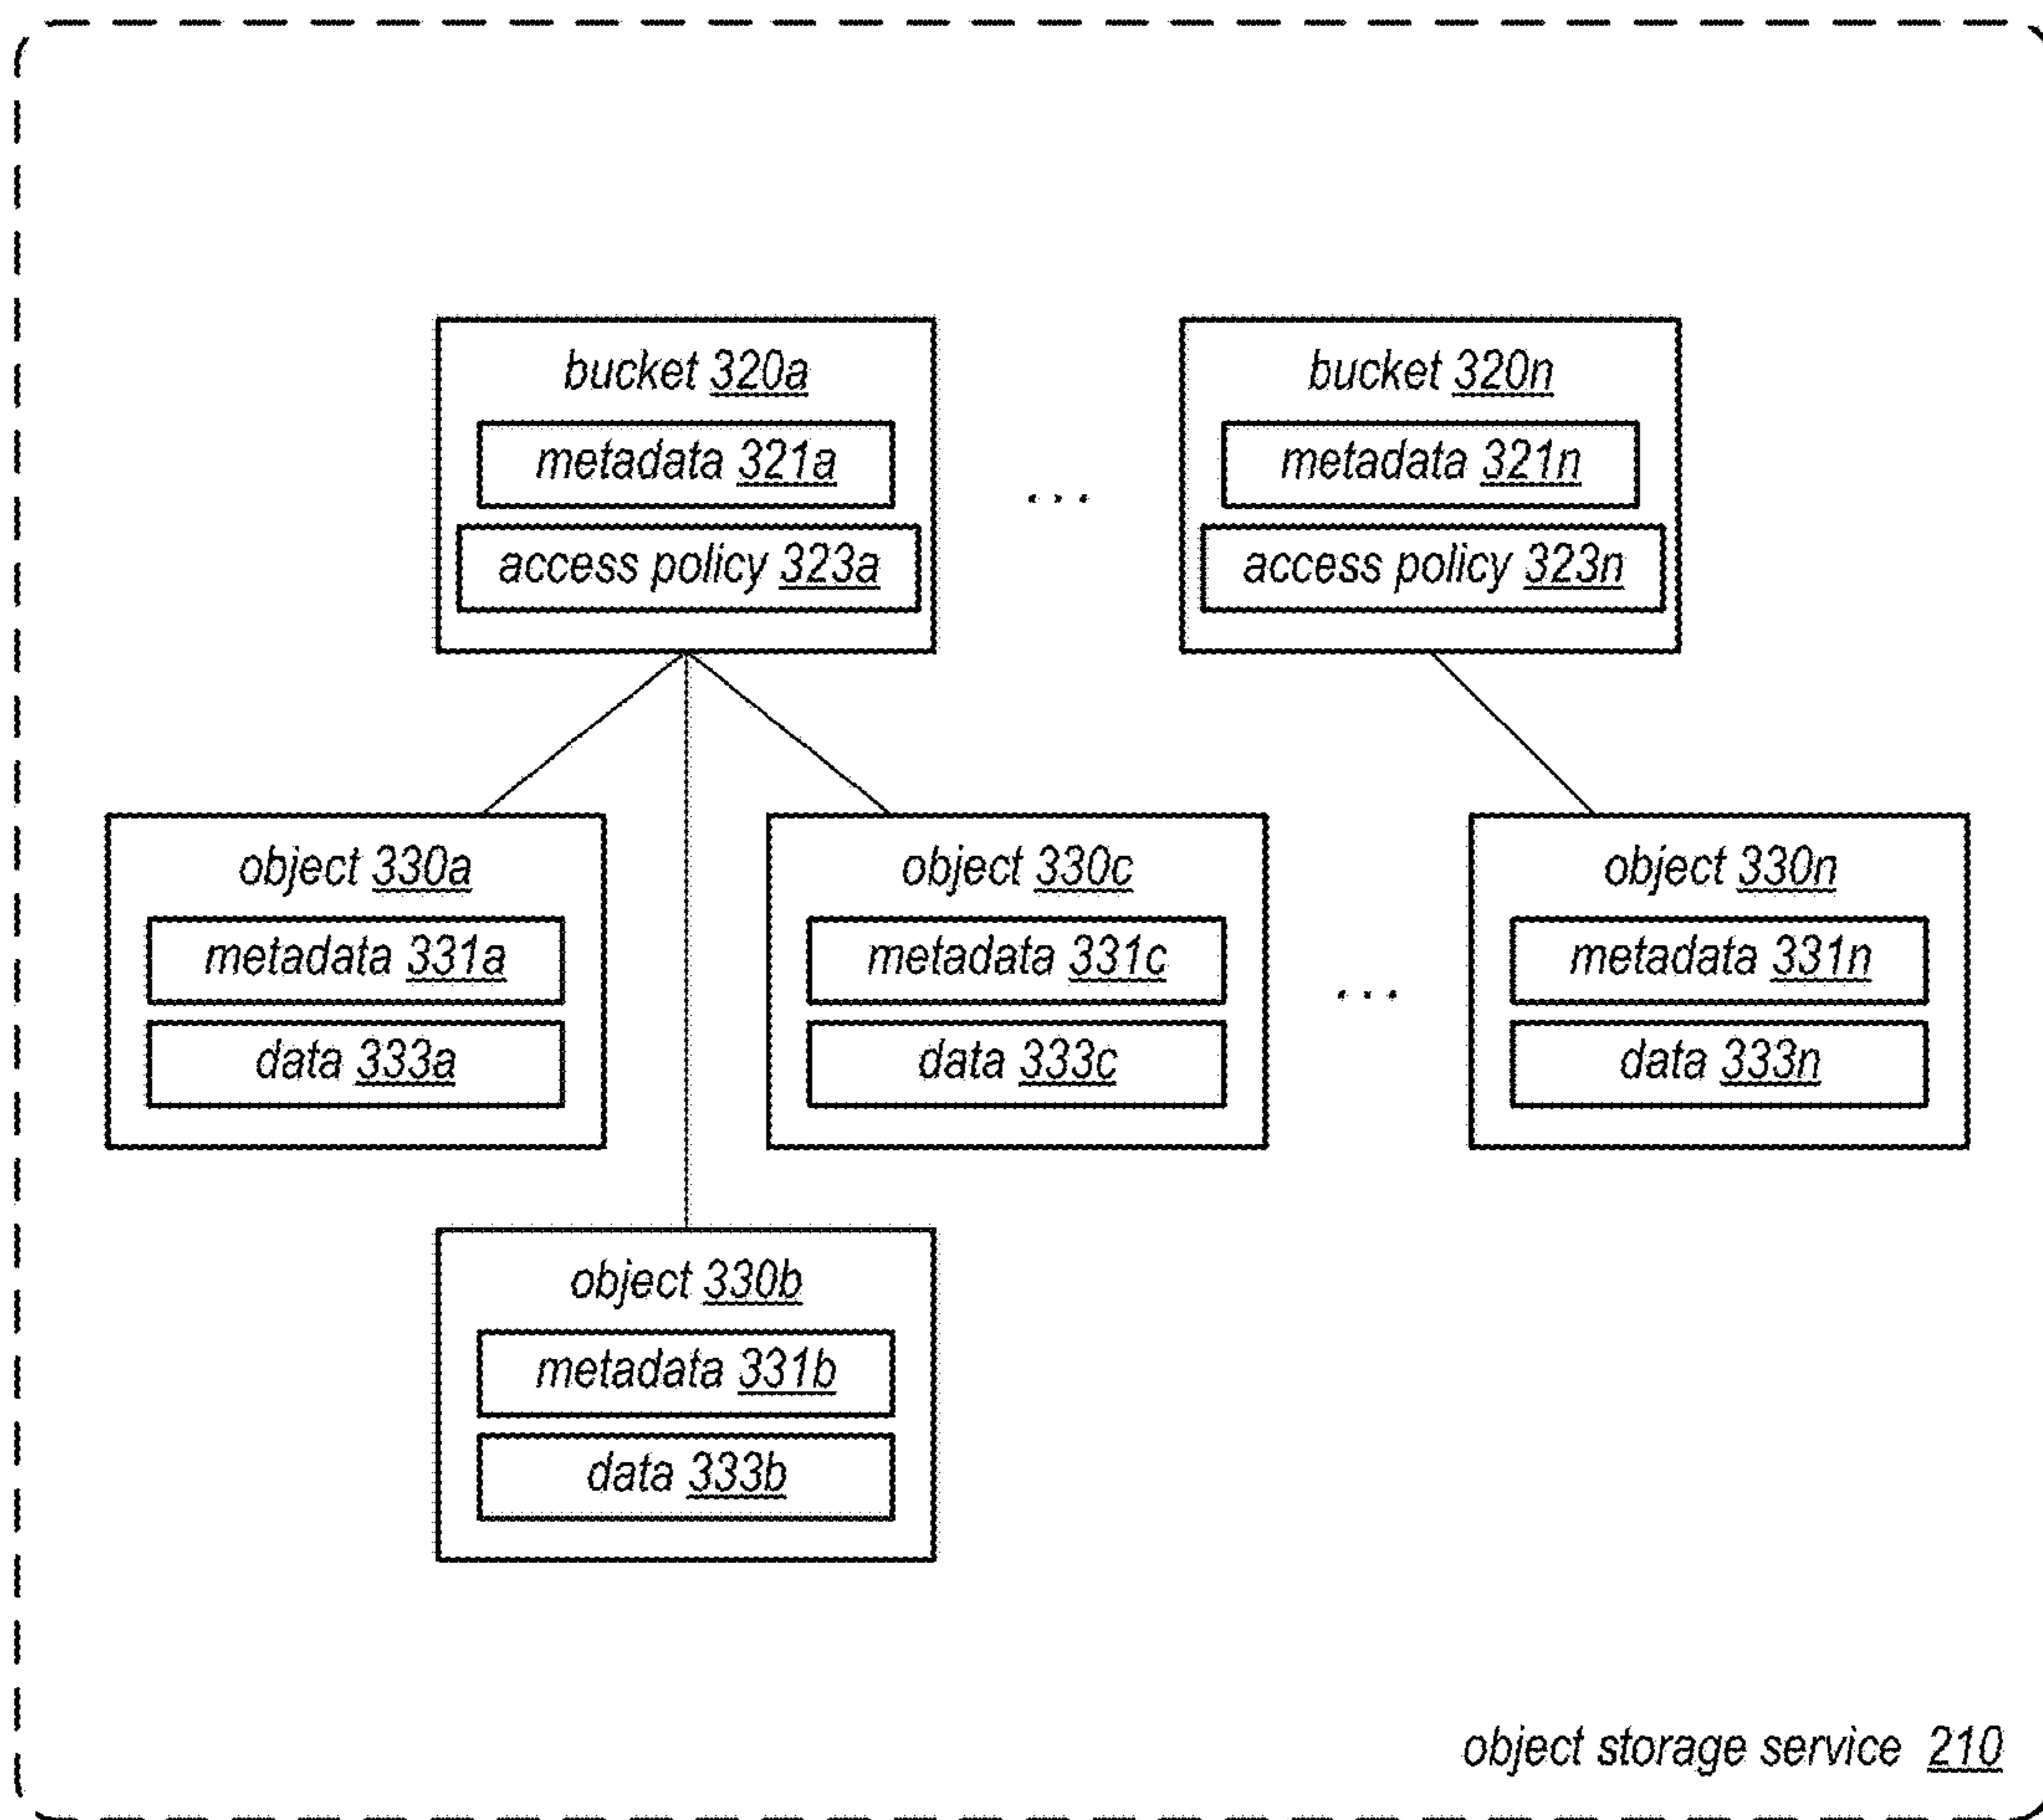 bucket 320a
metadata 321a
access policy 323a
...
bucket 320n
metadata 321n
access policy 323n
object 330a
metadata 331a
data 333a
object 330c
metadata 331c
data 333c
...
object 330n
metadata 331n
data 333n
object 330b
metadata 331b
data 333b
object storage service 210